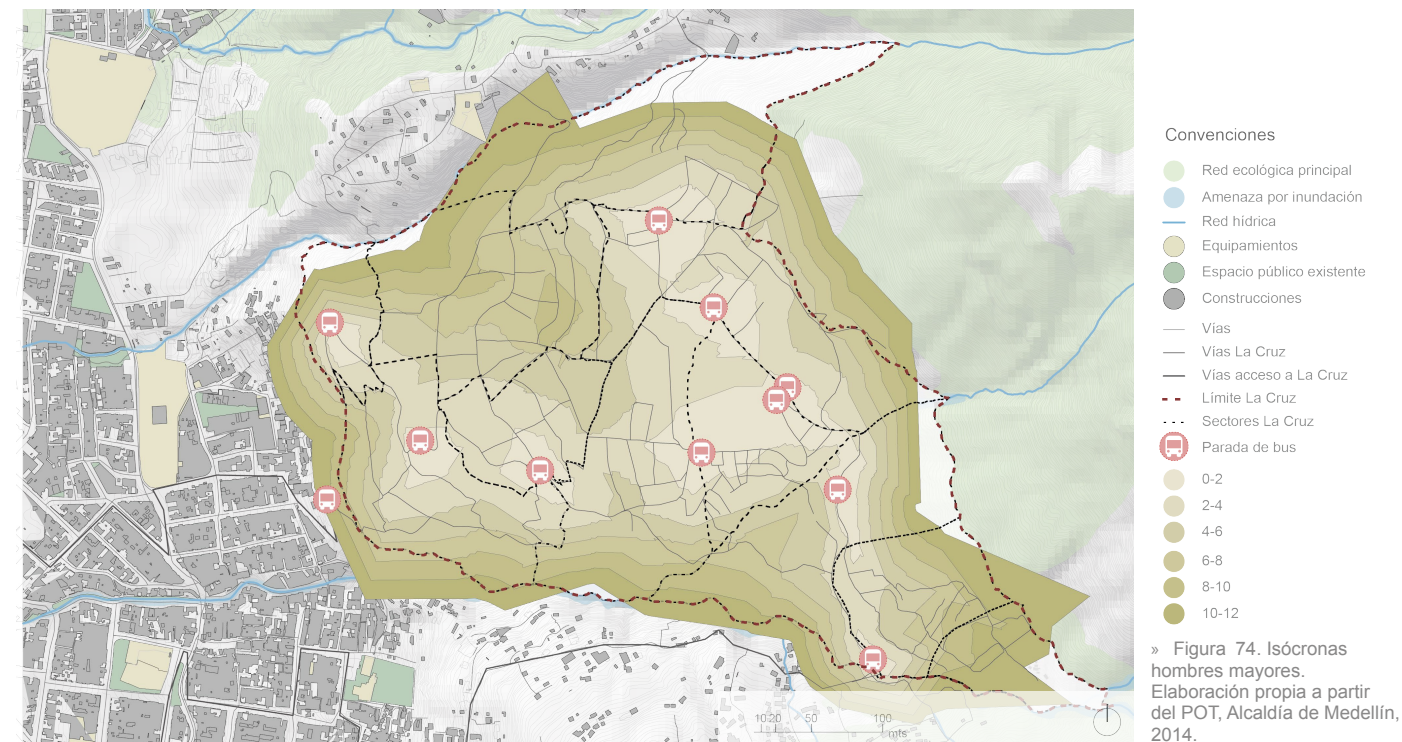 Convenciones
Red ecológica principal
Amenaza por inundación
Red hídrica
Equipamientos
Espacio público existente
Construcciones
Vías
Vías La Cruz
Vías acceso a La Cruz
Límite La Cruz
Sectores La Cruz
Parada de bus
0-2
2-4
4-6
6-8
8-10
10-12
» Figura 74. Isócronas
hombres mayores.
Elaboración propia a partir
del POT, Alcaldía de Medellín,
2014.
10 20 50 100
mts